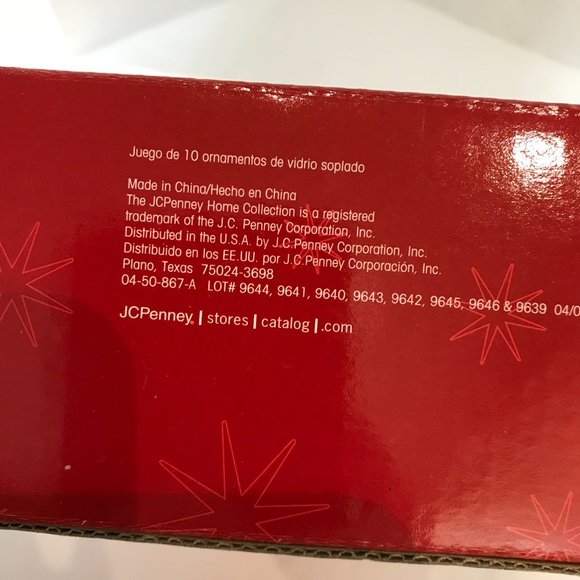 Juego de 10 ornamentos de vidrio soplado
Made in China/Hecho en China
The JCPenney Home Collection is a registered
trademark of the J.C. Penney Corporation, Inc.
Distributed in the U.S.A. by J.C.Penney Corporation, Inc.
Distribuido en los EE.UU. por J.C.Penney Corporación, Inc.
Plano, Texas 75024-3698
04-50-867-A LOT# 9644, 9641, 9640, 9643, 9642, 9645, 9646 & 9639
JCPenney® | stores | catalog | .com